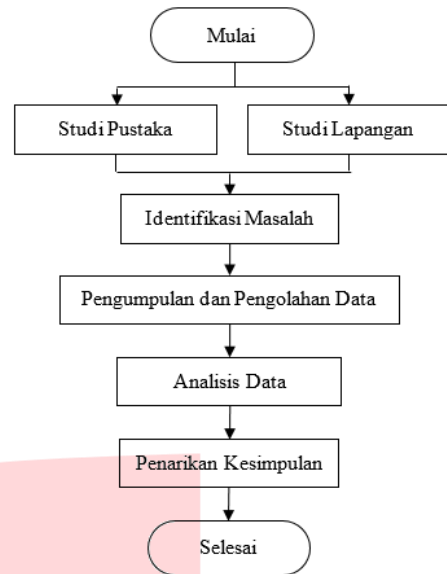 Mulai
Studi Pustaka
Studi Lapangan
Identifikasi Masalah
Pengumpulan dan Pengolahan Data
Analisis Data
Penarikan Kesimpulan
Selesai